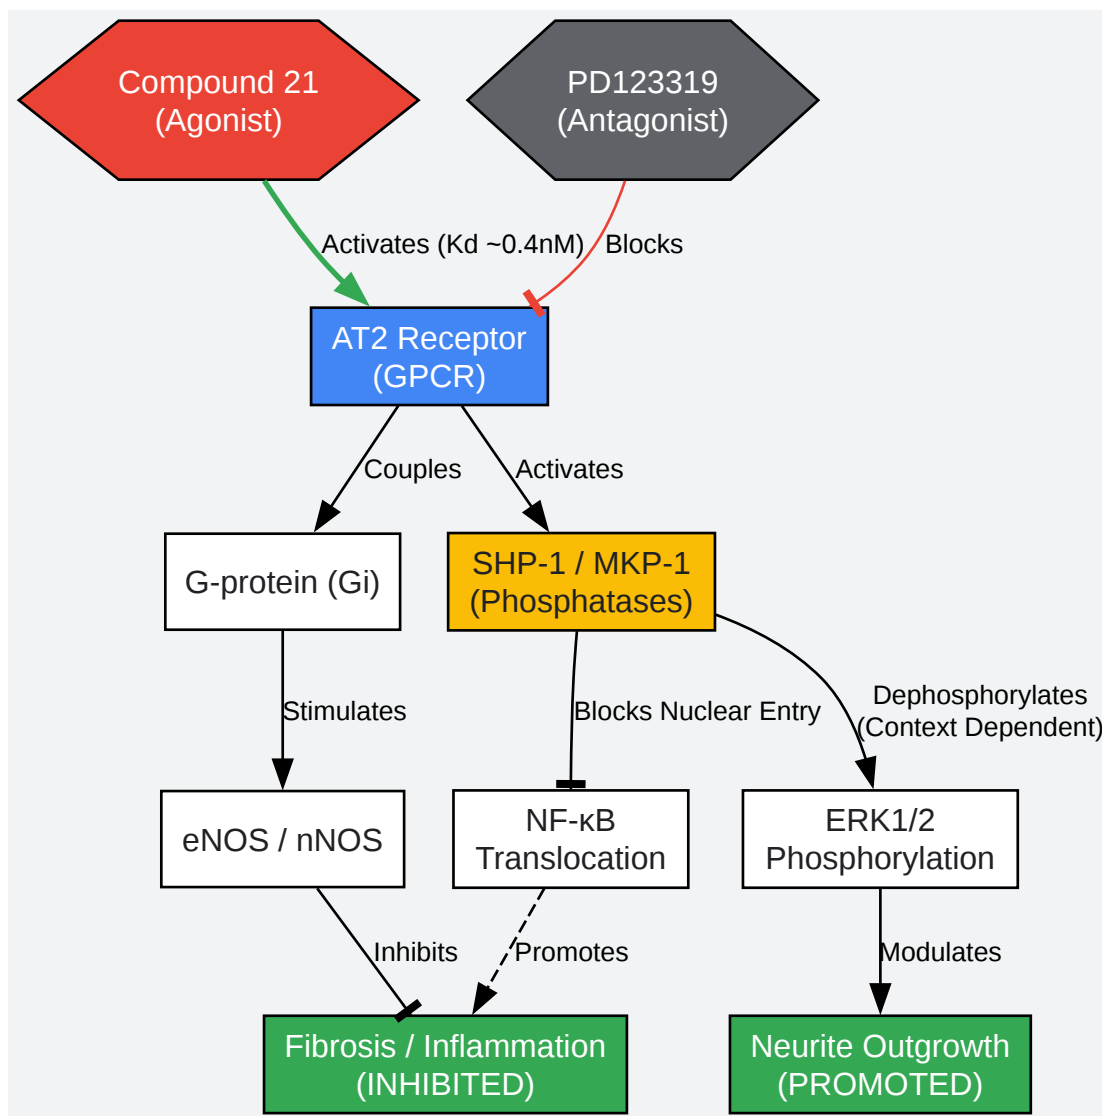 Compound 21
(Agonist)
PD123319
(Antagonist)
Activates (Kd ~0.4nM)
Blocks
AT2 Receptor
(GPCR)
Couples
Activates
G-protein (Gi)
SHP-1 / MKP-1
(Phosphatases)
Stimulates
Blocks Nuclear Entry
Dephosphorylates
(Context Dependent)
eNOS / nNOS
NF-κB
Translocation
ERK1/2
Phosphorylation
Inhibits
Promotes
Modulates
Fibrosis / Inflammation
(INHIBITED)
Neurite Outgrowth
(PROMOTED)